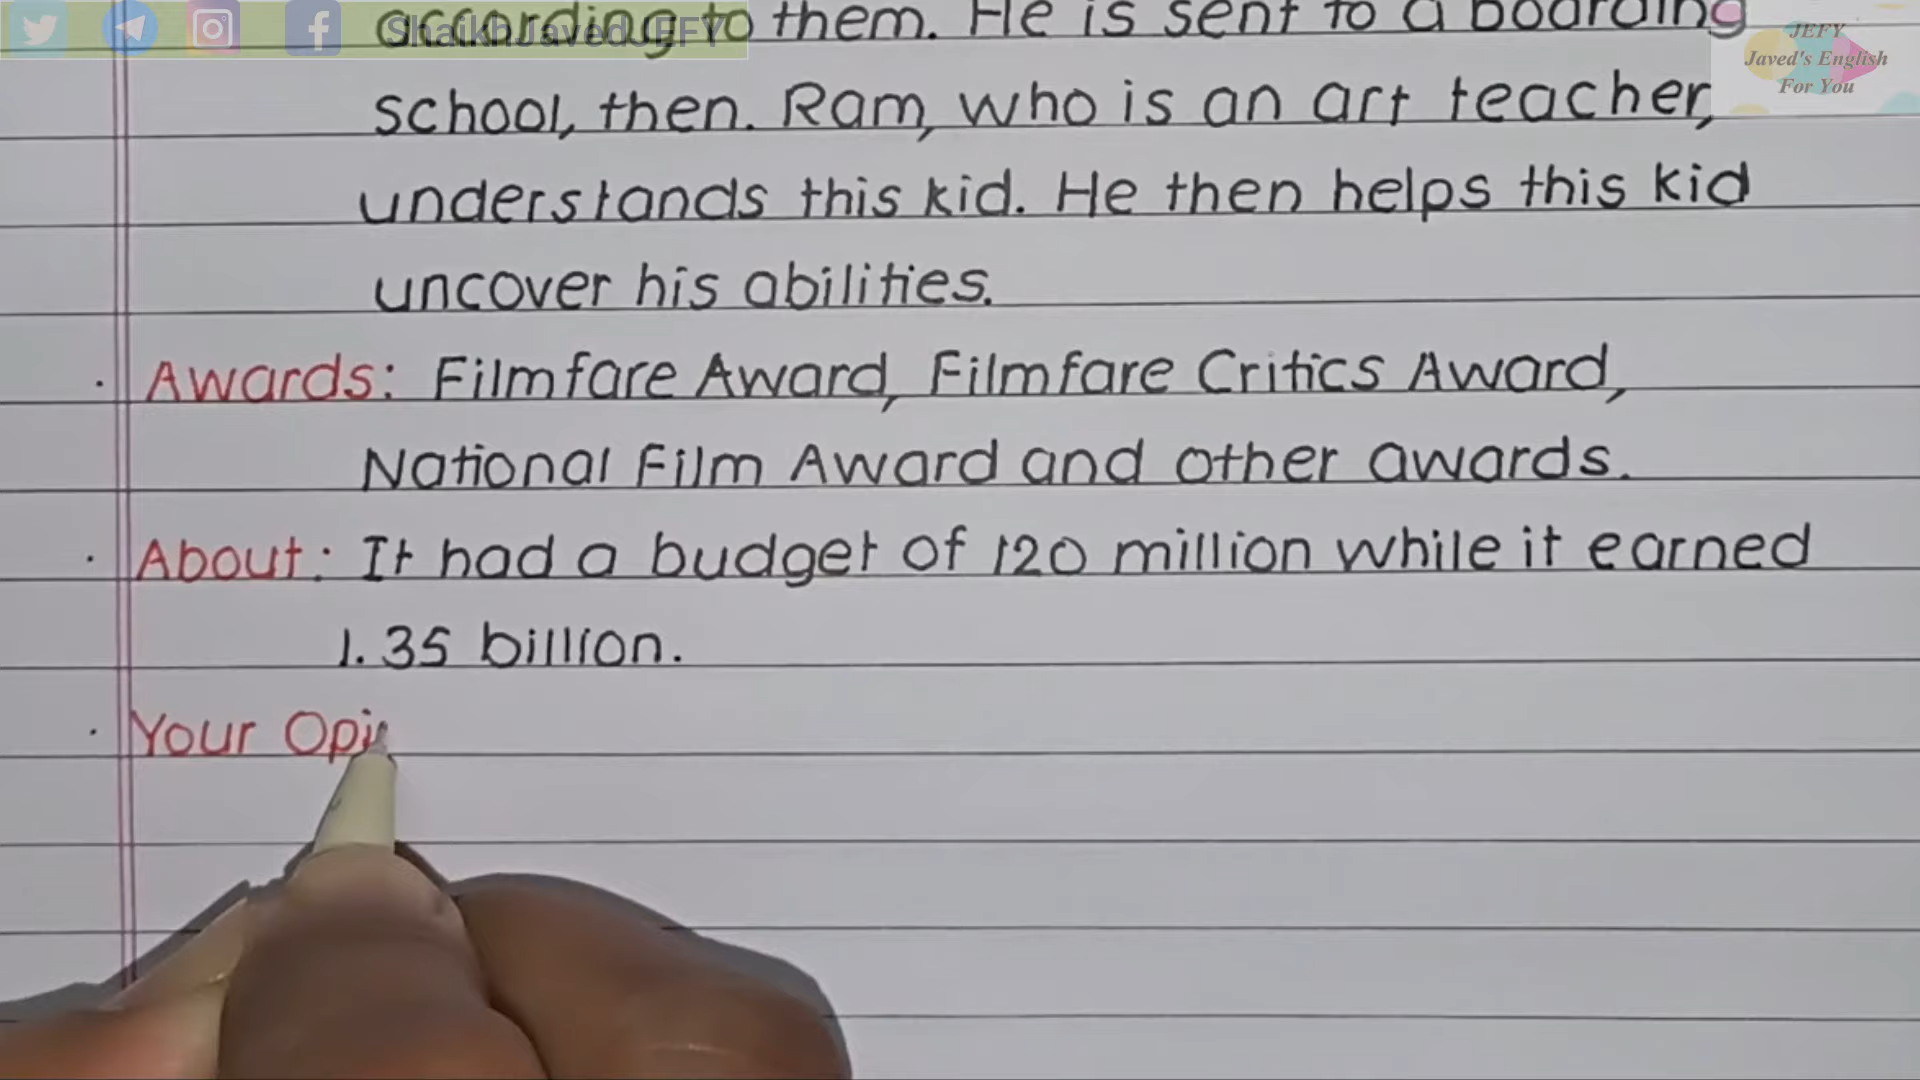 ShaikhJavedJEFY
according to them. He is sent to a boarding
JEFY
Javed's English
For You
school, then. Ram, who is an art teacher,
understands this kid. He then helps this kid
uncover his abilities.
· Awards: Filmfare Award, Filmfare Critics Award,
National Film Award and other awards.
· About: It had a budget of 120 million while it earned
1.35 billion.
· Your Opi